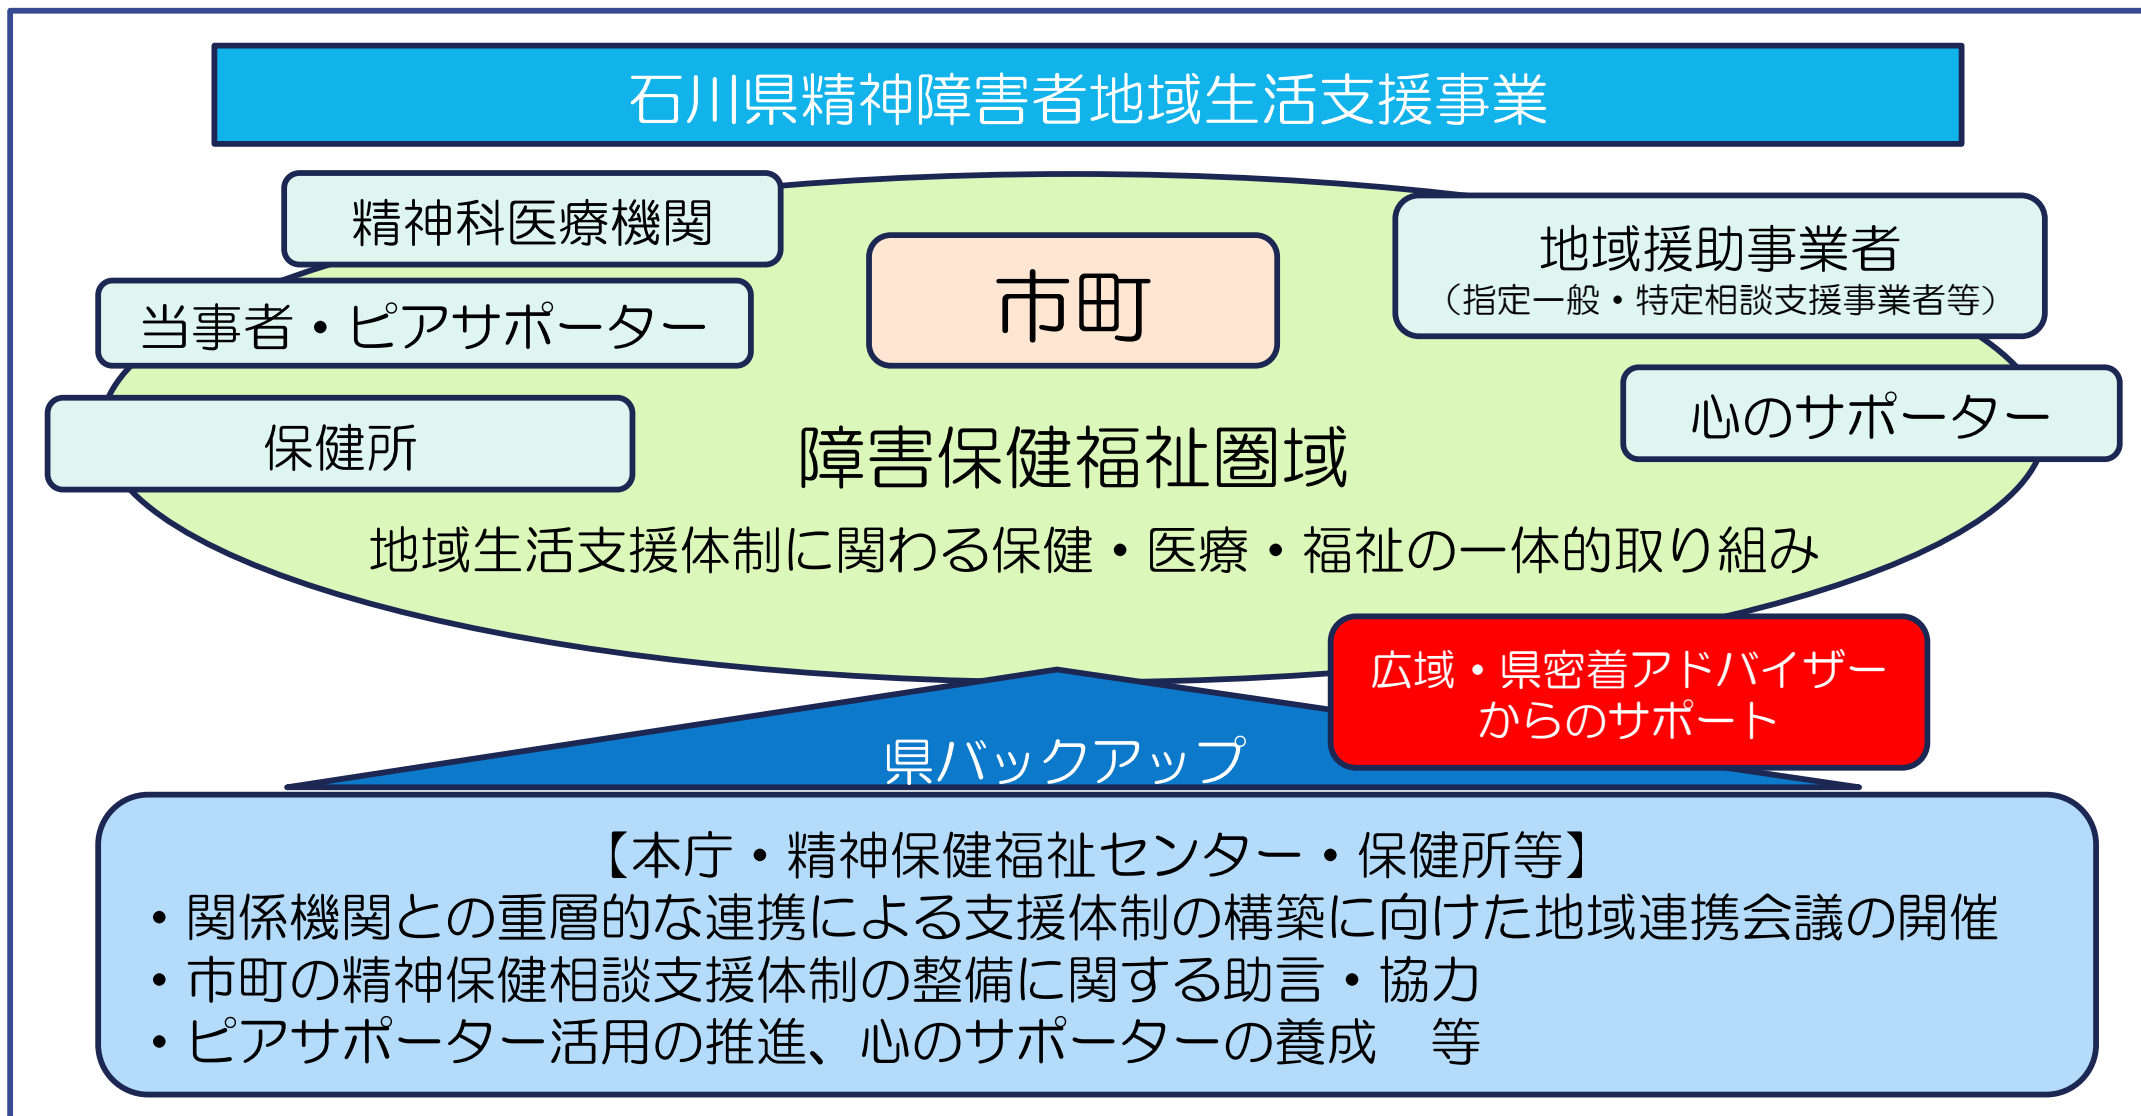 石川県精神障害者地域生活支援事業
精神科医療機関
当事者・ピアサポーター
保健所
市町
地域援助事業者
（指定一般・特定相談支援事業者等）
心のサポーター
障害保健福祉圏域
地域生活支援体制に関わる保健・医療・福祉の一体的取り組み
広域・県密着アドバイザー
からのサポート
県バックアップ
【本庁・精神保健福祉センター・保健所等】
・関係機関との重層的な連携による支援体制の構築に向けた地域連携会議の開催
・市町の精神保健相談支援体制の整備に関する助言・協力
・ピアサポーター活用の推進、心のサポーターの養成　等